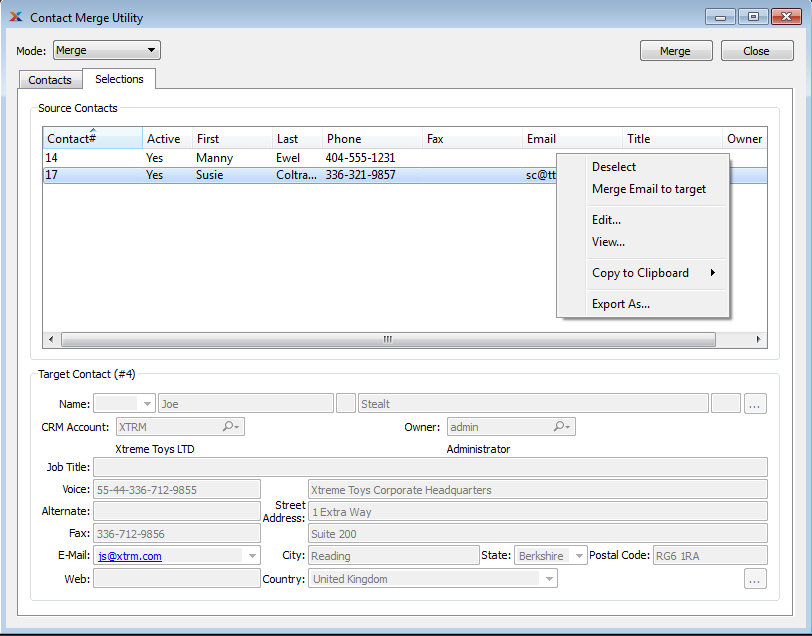 Contact Merge Utility
Mode: Merge Merge Close
Contacts Selections
Source Contacts
Contact# Active First Last Phone Fax Email Title Owner
14 Yes Manny Ewel 404-555-1231
17 Yes Susie Coltra... 336-321-9857 sc@tt
Deselect
Merge Email to target
Edit...
View...
Copy to Clipboard
Export As...
Target Contact (#4)
Name: Joe Stealt ...
CRM Account: XTRM Owner: admin
Xtreme Toys LTD Administrator
Job Title:
Voice: 55-44-336-712-9855 Xtreme Toys Corporate Headquarters
Alternate: Street Address: 1 Extra Way
Fax: 336-712-9856 Suite 200
E-Mail: js@xtrm.com City: Reading State: Berkshire Postal Code: RG6 1RA
Web: Country: United Kingdom ...